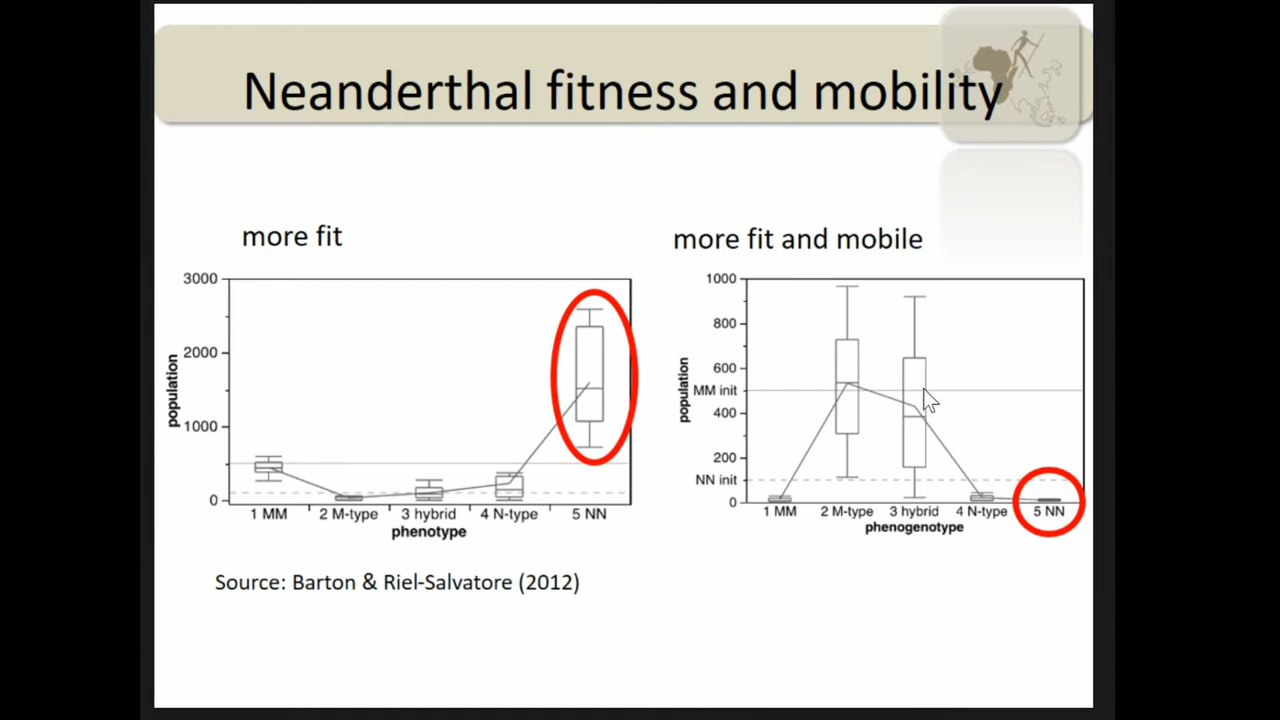 Neanderthal fitness and mobility
more fit
3000
2000
1000
0
population
1 MM
2 M-type
3 hybrid
4 N-type
5 NN
phenotype
more fit and mobile
1000
800
600
MM init
400
200
NN init
0
population
1 MM
2 M-type
3 hybrid
4 N-type
5 NN
phenogenotype
Source: Barton & Riel-Salvatore (2012)